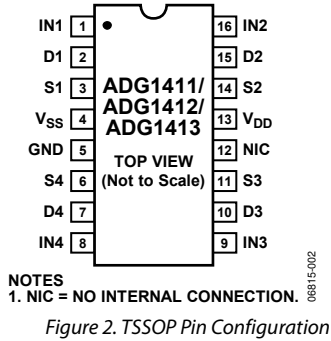 IN1 1 16 IN2
D1 2 15 D2
S1 3 ADG1411/ 14 S2
ADG1412/
VSS 4 ADG1413 13 VDD
GND 5 TOP VIEW 12 NIC
S4 6 (Not to Scale) 11 S3
D4 7 10 D3
IN4 8 9 IN3
NOTES
1. NIC = NO INTERNAL CONNECTION.
06815-002
Figure 2. TSSOP Pin Configuration